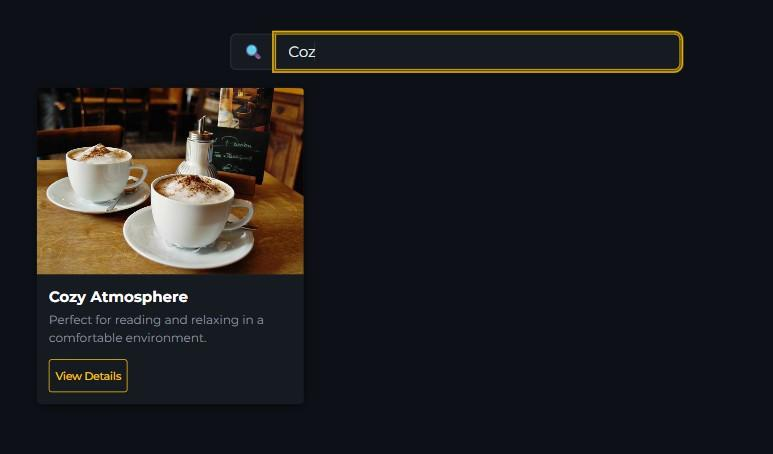 Coz
Cozy Atmosphere
Perfect for reading and relaxing in a
comfortable environment.
View Details